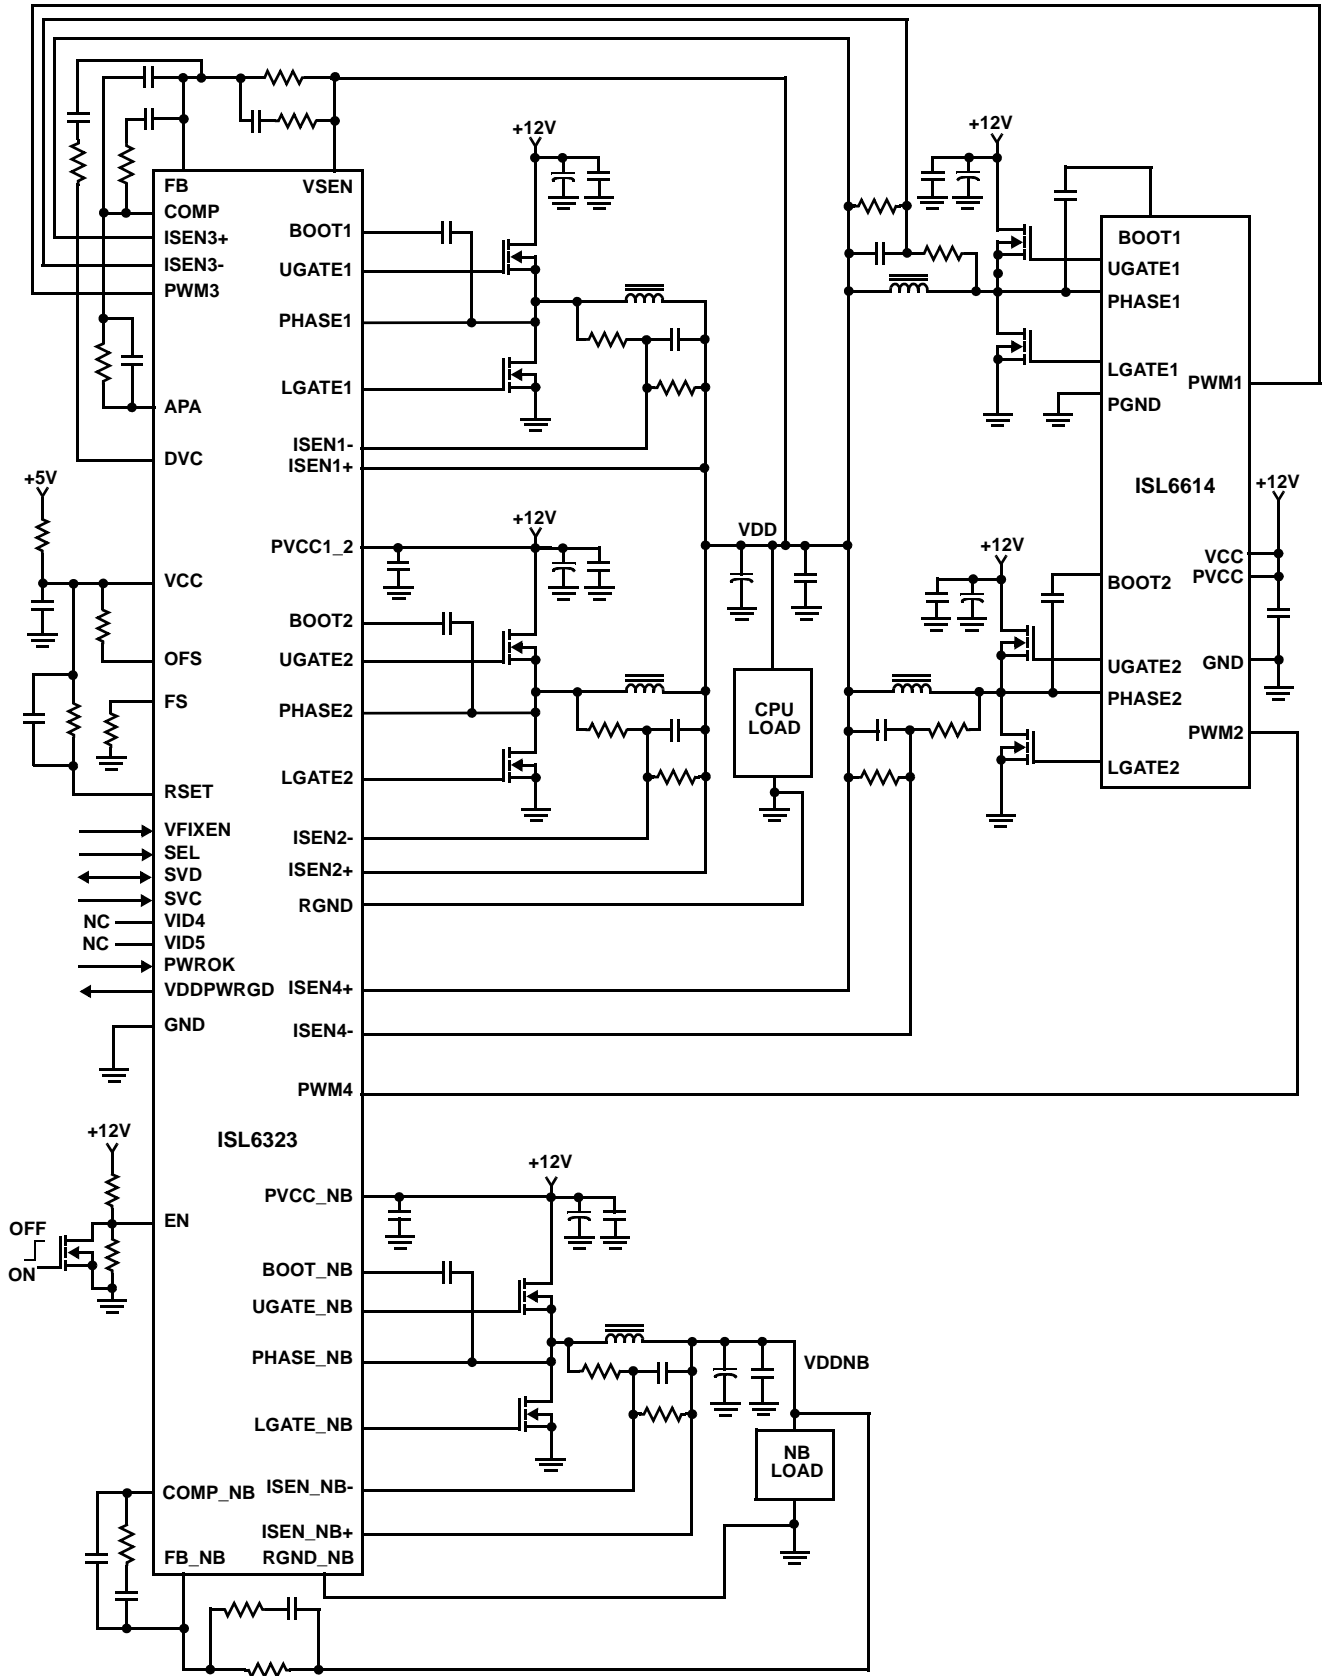 +12V
+12V
FB
VSEN
COMP
ISEN3+
ISEN3-
PWM3
APA
DVC
BOOT1
UGATE1
PHASE1
LGATE1
ISEN1-
ISEN1+
BOOT1
UGATE1
PHASE1
LGATE1
PGND
PWM1
ISL6614
+5V
+12V
VDD
+12V
+12V
PVCC1_2
VCC
OFS
FS
RSET
BOOT2
UGATE2
PHASE2
LGATE2
ISEN2-
ISEN2+
RGND
CPU
LOAD
BOOT2
UGATE2
PHASE2
LGATE2
VCC
PVCC
GND
PWM2
VFIXEN
SEL
SVD
SVC
NC
VID4
NC
VID5
PWROK
VDDPWRGD
GND
ISEN4+
ISEN4-
PWM4
ISL6323
+12V
EN
OFF
ON
+12V
PVCC_NB
BOOT_NB
UGATE_NB
PHASE_NB
LGATE_NB
VDDNB
NB
LOAD
COMP_NB
ISEN_NB-
ISEN_NB+
FB_NB
RGND_NB